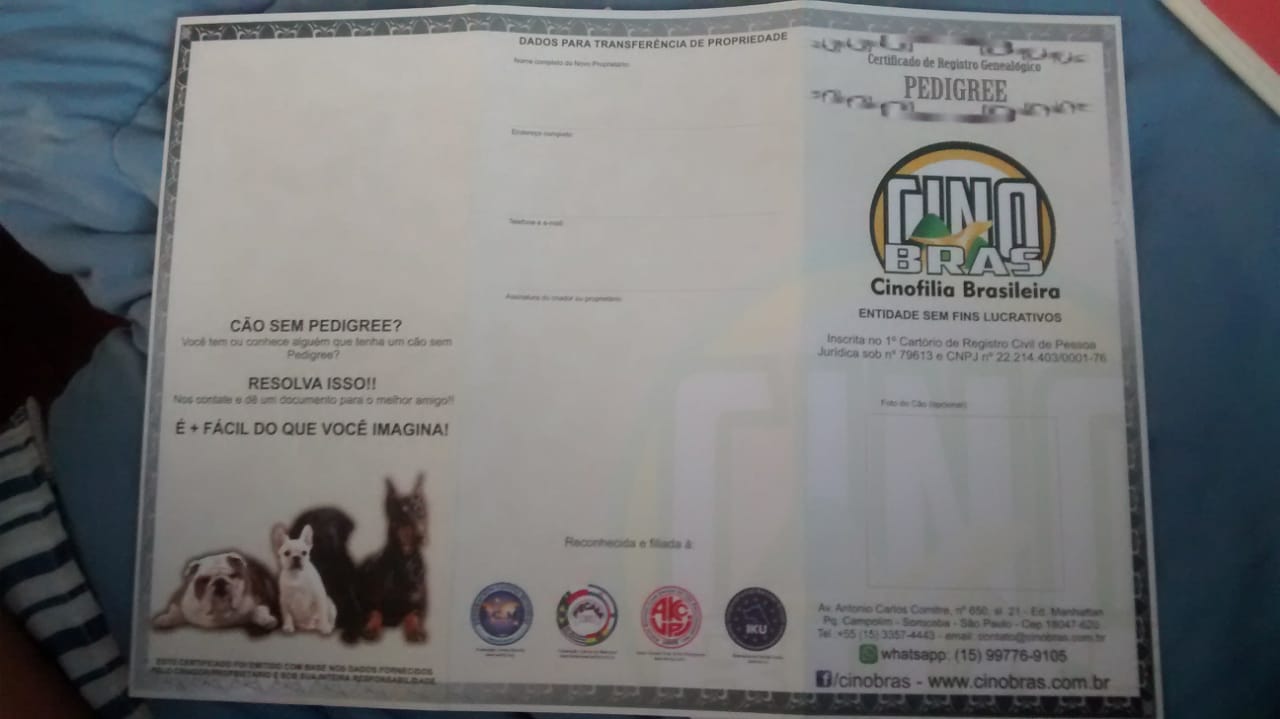 CÃO SEM PEDIGREE?
Você tem ou conhece alguém que tenha um cão sem
Pedigree?
RESOLVA ISSO!!
Nos contate e dê um documento para o melhor amigo!!
É + FÁCIL DO QUE VOCÊ IMAGINA!
ESTE CERTIFICADO FOI EMITIDO COM BASE NOS DADOS FORNECIDOS
PELO CRIADOR/PROPRIETÁRIO E SOB SUA INTEIRA RESPONSABILIDADE
DADOS PARA TRANSFERÊNCIA DE PROPRIEDADE
Nome completo do Novo Proprietário:
Endereço completo:
Telefone e e-mail:
Assinatura do criador ou proprietário:
Reconhecida e filiada à:
IKU
Certificado de Registro Genealógico
PEDIGREE
CINO
BRAS
Cinofilia Brasileira
ENTIDADE SEM FINS LUCRATIVOS
Inscrita no 1º Cartório de Registro Civil de Pessoa
Jurídica sob nº 79613 e CNPJ nº 22.214.403/0001-76
Foto do Cão (opcional)
Av. Antonio Carlos Comitre, nº 650, sl. 21 - Ed. Manhattan
Pq. Campolim - Sorocaba - São Paulo - Cep 18047-620
Tel. +55 (15) 3357-4443 - email: contato@cinobras.com.br
whatsapp: (15) 99776-9105
/cinobras - www.cinobras.com.br